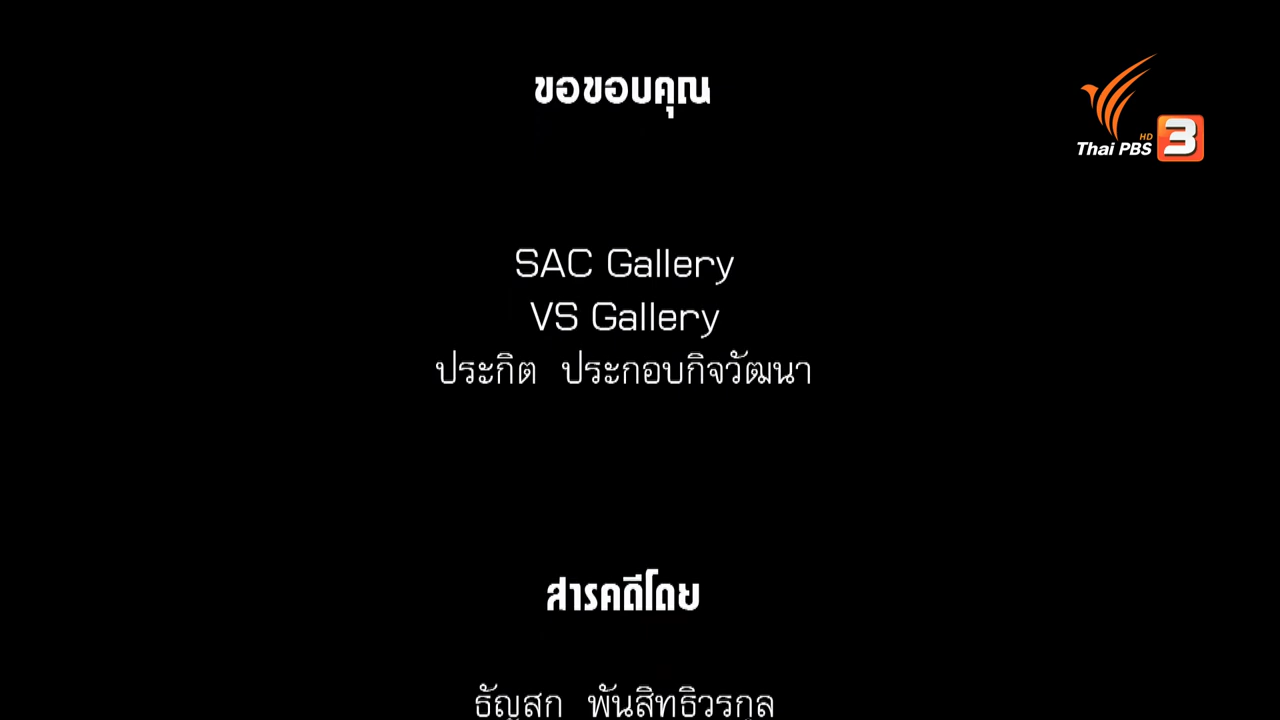 ขอขอบคุณ
HD
Thai PBS 3
SAC Gallery
VS Gallery
ประกิต ประกอบกิจวัฒนา
สารคดีโดย
ธัญสก พันสิทธิวรกุล